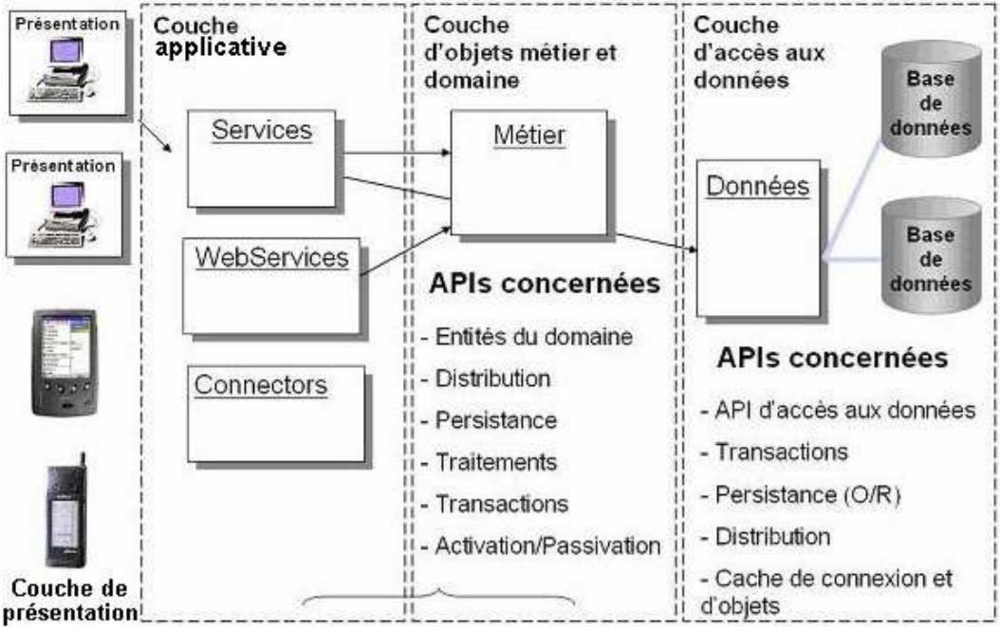 Présentation
Présentation
Couche de
présentation
Couche
applicative
Services
WebServices
Connectors
Couche
d'objets métier et
domaine
Métier
APIs concernées
- Entités du domaine
- Distribution
- Persistance
- Traitements
- Transactions
- Activation/Passivation
Couche
d'accès aux
données
Données
Base
de
données
Base
de
données
APIs concernées
- API d'accès aux données
- Transactions
- Persistance (O/R)
- Distribution
- Cache de connexion et
d'objets